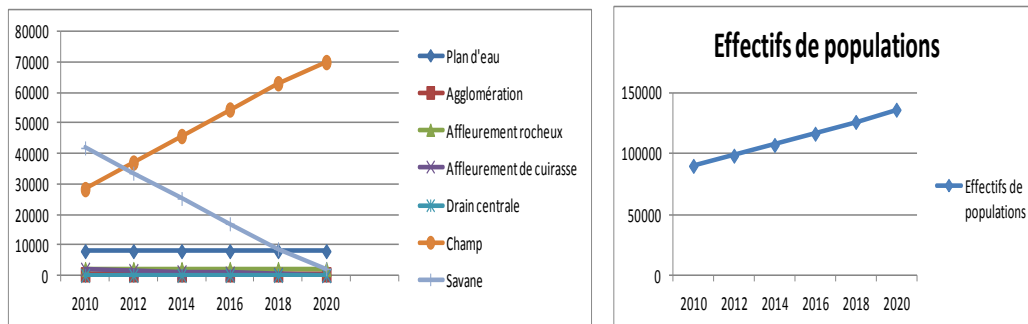 80000
70000
60000
50000
40000
30000
20000
10000
0
2010 2012 2014 2016 2018 2020
Plan d'eau
Agglomération
Affleurement rocheux
Affleurement de cuirasse
Drain centrale
Champ
Savane
Effectifs de populations
150000
100000
50000
0
2010 2012 2014 2016 2018 2020
Effectifs de
populations